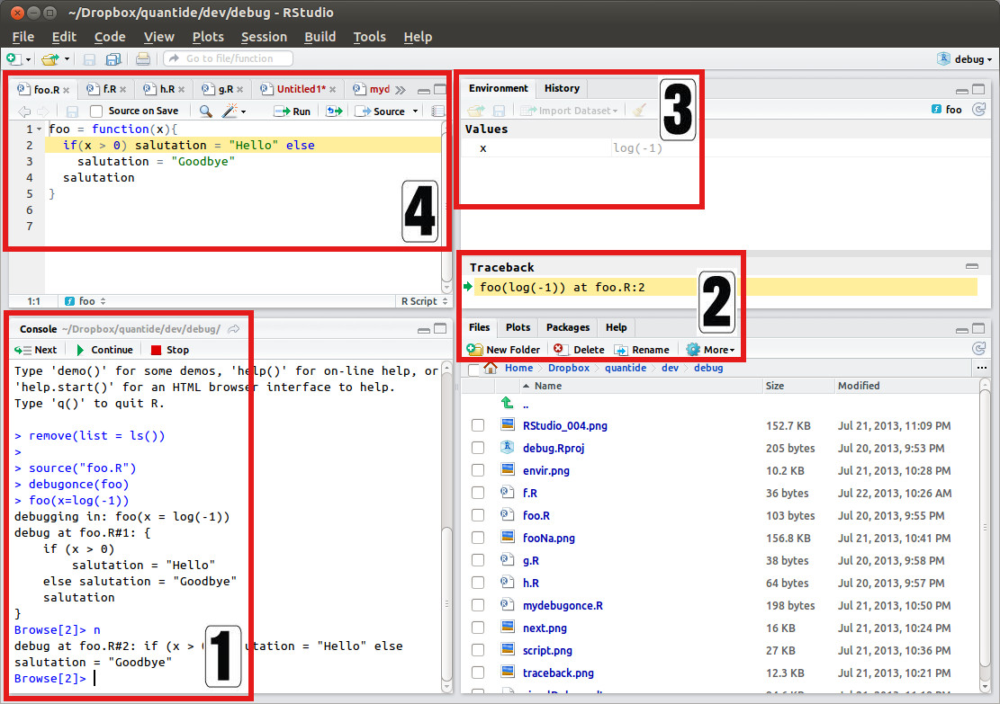 ~/Dropbox/quantide/dev/debug - RStudio
File Edit Code View Plots Session Build Tools Help
Go to file/function debug
foo.R f.R h.R g.R Untitled1* myd
Source on Save Run Source
1 foo = function(x){
2 if(x > 0) salutation = "Hello" else
3 salutation = "Goodbye"
4 salutation
5 }
6
7
4
1:1 foo R Script
Environment History
Import Dataset foo
Values
x log(-1)
3
Traceback
foo(log(-1)) at foo.R:2
2
Console ~/Dropbox/quantide/dev/debug/
Next Continue Stop
Type 'demo()' for some demos, 'help()' for on-line help, or
'help.start()' for an HTML browser interface to help.
Type 'q()' to quit R.
> remove(list = ls())
>
> source("foo.R")
> debugonce(foo)
> foo(x=log(-1))
debugging in: foo(x = log(-1))
debug at foo.R#1: {
if (x > 0)
salutation = "Hello"
else salutation = "Goodbye"
salutation
}
Browse[2]> n
debug at foo.R#2: if (x > utation = "Hello" else
salutation = "Goodbye"
Browse[2]>
1
Files Plots Packages Help
New Folder Delete Rename More
Home Dropbox quantide dev debug ...
Name Size Modified
..
RStudio_004.png 152.7 KB Jul 21, 2013, 11:09 PM
debug.Rproj 205 bytes Jul 20, 2013, 9:53 PM
envir.png 10.2 KB Jul 21, 2013, 10:28 PM
f.R 36 bytes Jul 22, 2013, 10:26 AM
foo.R 103 bytes Jul 20, 2013, 9:55 PM
fooNa.png 156.8 KB Jul 21, 2013, 10:41 PM
g.R 38 bytes Jul 20, 2013, 9:58 PM
h.R 64 bytes Jul 20, 2013, 9:57 PM
mydebugonce.R 198 bytes Jul 21, 2013, 10:50 PM
next.png 16 KB Jul 21, 2013, 10:24 PM
script.png 27 KB Jul 21, 2013, 10:36 PM
traceback.png 12.3 KB Jul 21, 2013, 10:21 PM